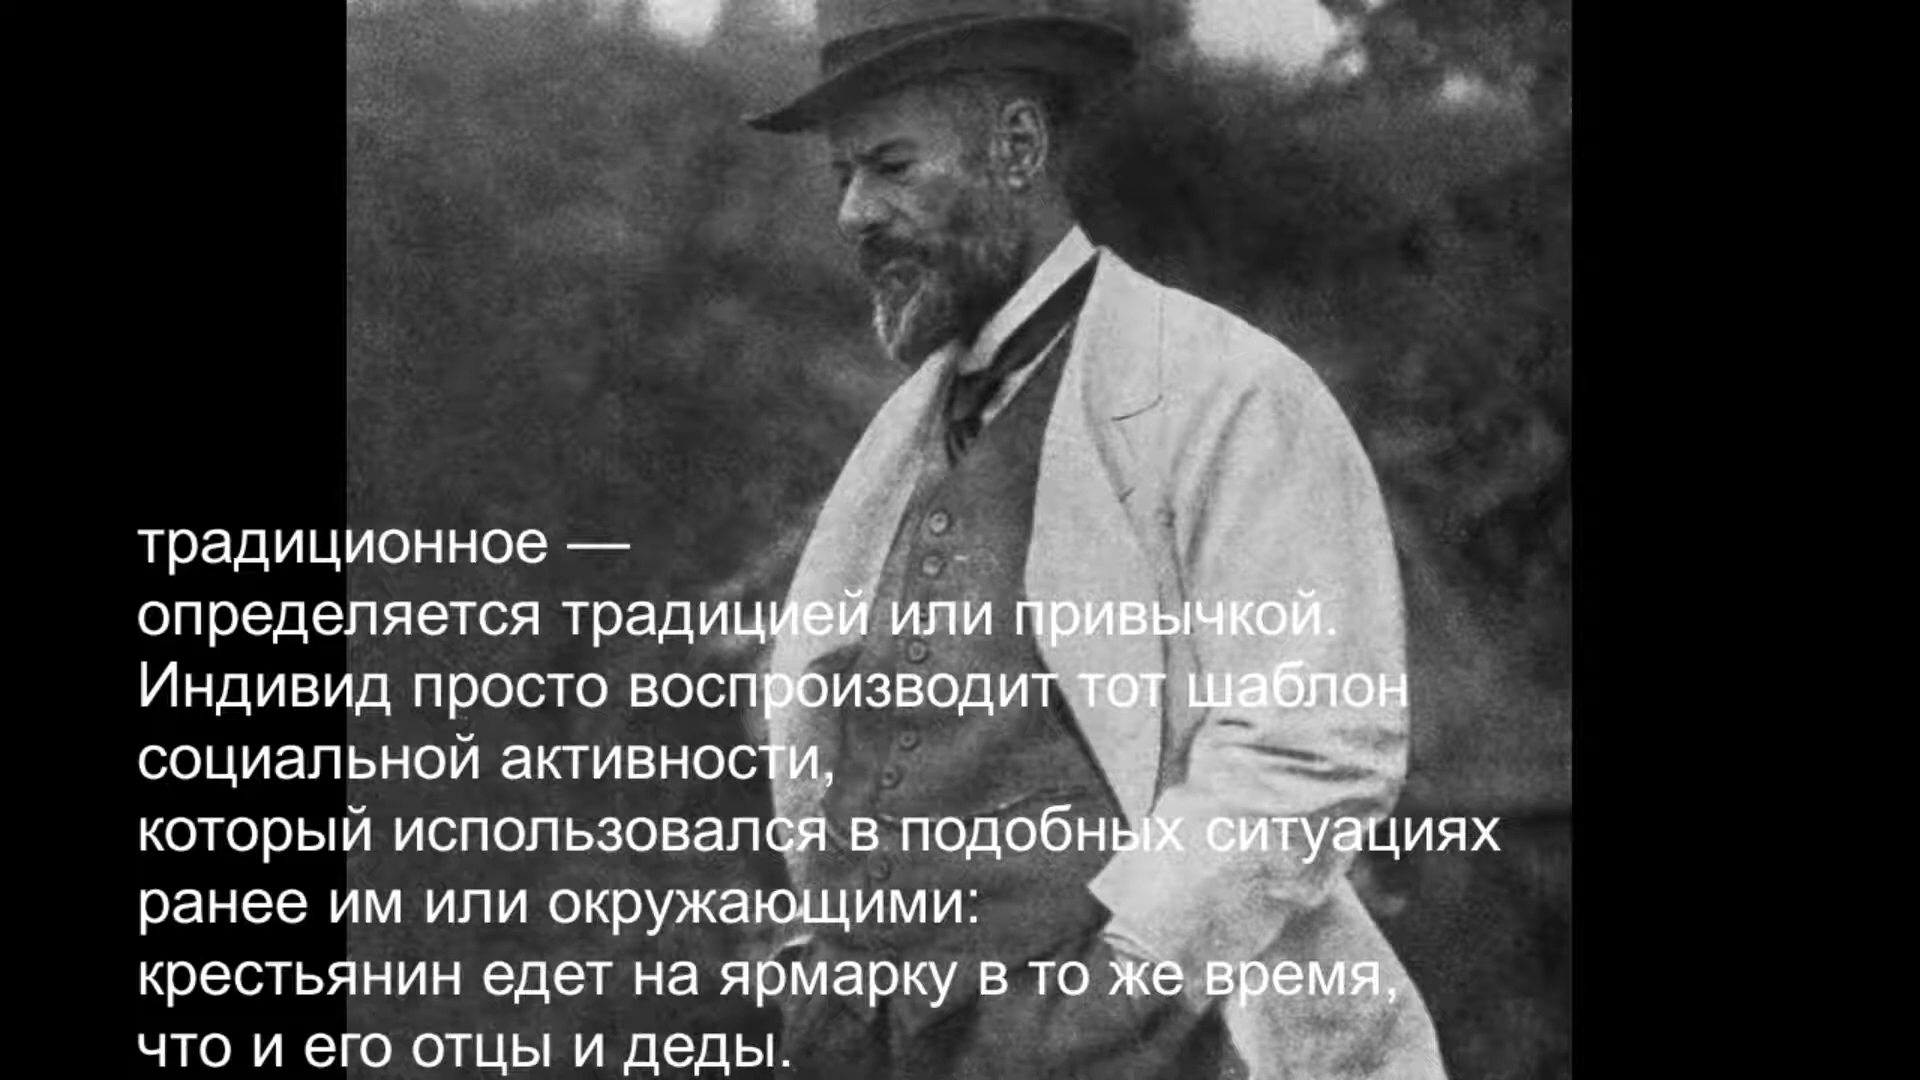 традиционное —
определяется традицией или привычкой.
Индивид просто воспроизводит тот шаблон
социальной активности,
который использовался в подобных ситуациях
ранее им или окружающими:
крестьянин едет на ярмарку в то же время,
что и его отцы и деды.